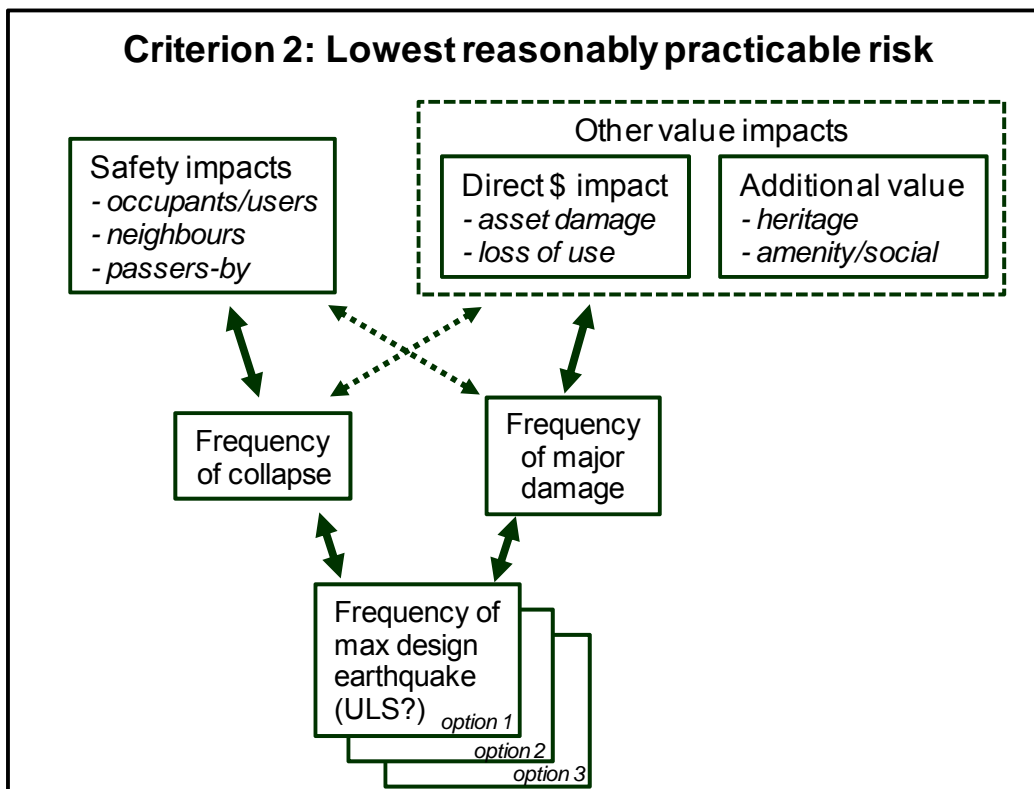 Criterion 2: Lowest reasonably practicable risk
Safety impacts
- occupants/users
- neighbours
- passers-by
Other value impacts
Direct $ impact
- asset damage
- loss of use
Additional value
- heritage
- amenity/social
Frequency
of collapse
Frequency
of major
damage
Frequency of
max design
earthquake
(ULS?)
option 1
option 2
option 3